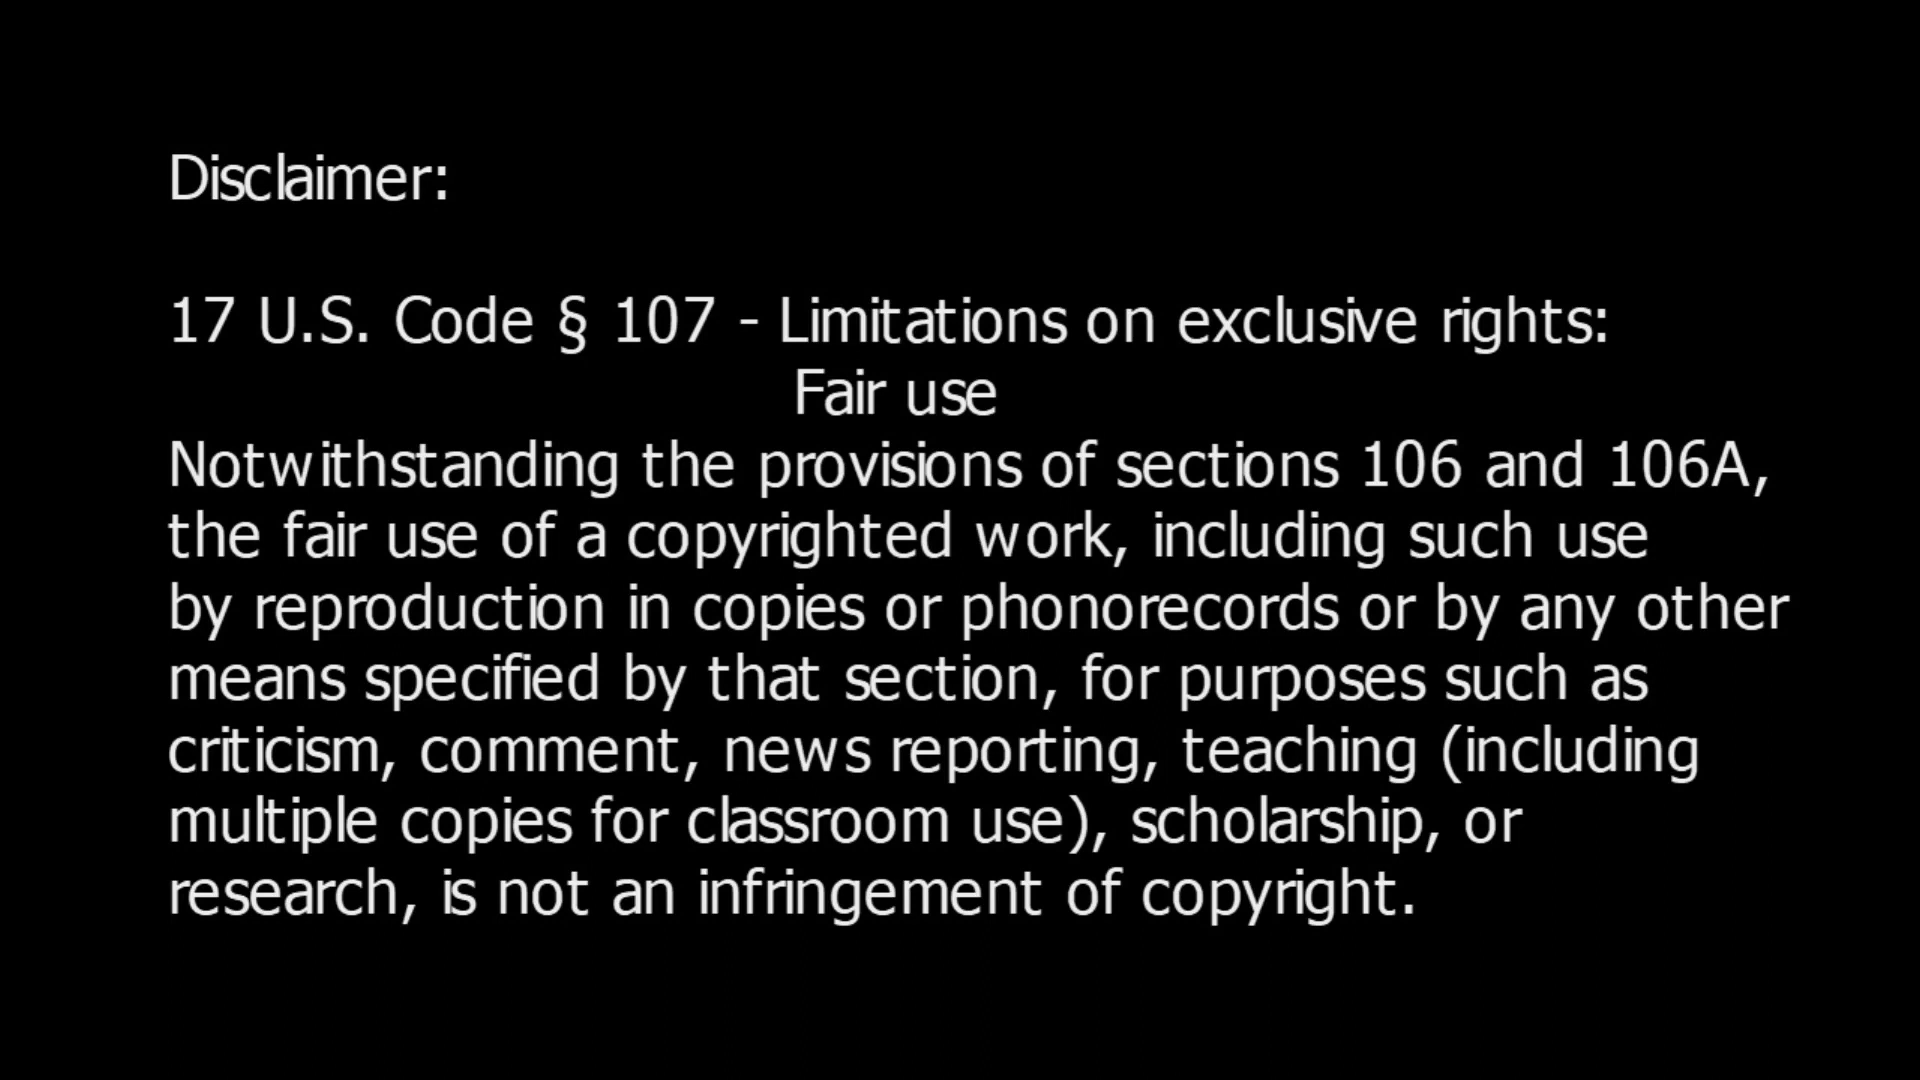 Disclaimer:
17 U.S. Code § 107 - Limitations on exclusive rights:
Fair use
Notwithstanding the provisions of sections 106 and 106A,
the fair use of a copyrighted work, including such use
by reproduction in copies or phonorecords or by any other
means specified by that section, for purposes such as
criticism, comment, news reporting, teaching (including
multiple copies for classroom use), scholarship, or
research, is not an infringement of copyright.